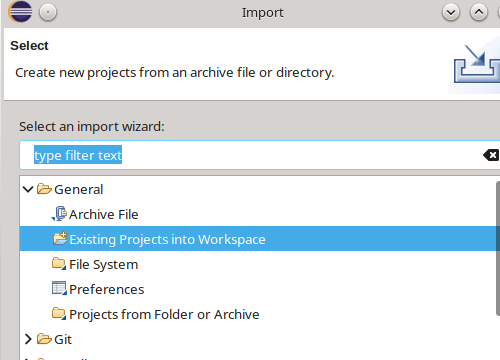 Import
Select
Create new projects from an archive file or directory.
Select an import wizard:
type filter text
General
Archive File
Existing Projects into Workspace
File System
Preferences
Projects from Folder or Archive
Git